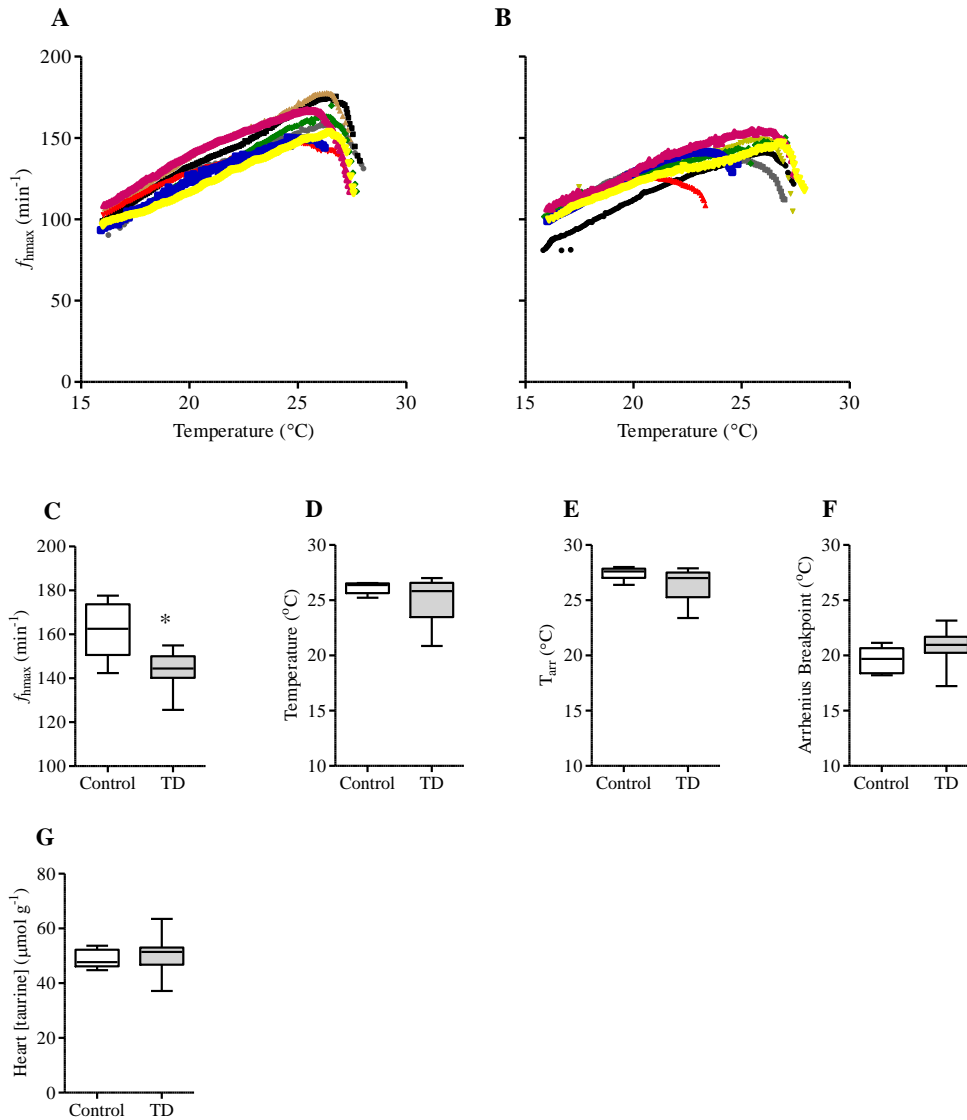 A
B
200
150
100
50
0
f_hmax (min⁻¹)
15 20 25 30
Temperature (°C)
15 20 25 30
Temperature (°C)
C
D
E
F
200
180
160
140
120
100
f_hmax (min⁻¹)
*
Control TD
30
25
20
15
10
Temperature (°C)
Control TD
30
25
20
15
10
T_arr (°C)
Control TD
30
25
20
15
10
Arrhenius Breakpoint (°C)
Control TD
G
80
60
40
20
0
Heart [taurine] (μmol g⁻¹)
Control TD